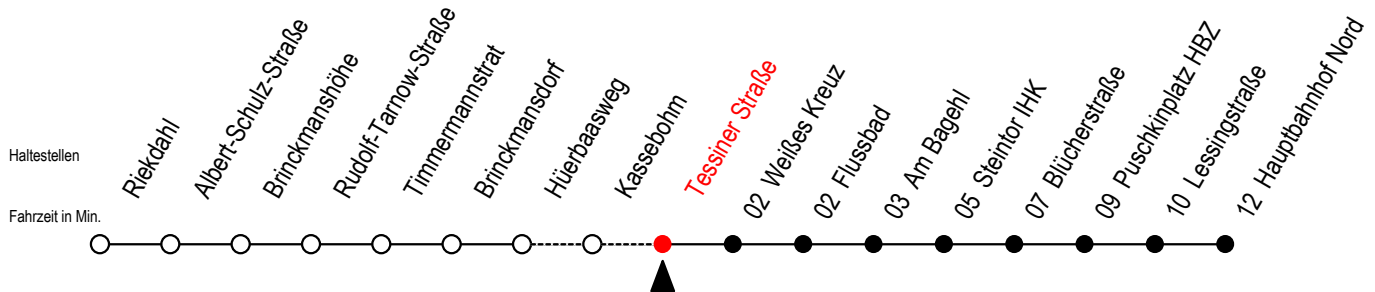 Haltestellen
Fahrzeit in Min.
Riekdahl
Albert-Schulz-Straße
Brinckmanshöhe
Rudolf-Tarnow-Straße
Timmermannstrat
Brinckmansdorf
Hüerbaasweg
Kassebohm
Tessiner Straße
02 Weißes Kreuz
02 Flussbad
03 Am Bagehl
05 Steintor IHK
07 Blücherstraße
09 Puschkinplatz HBZ
10 Lessingstraße
12 Hauptbahnhof Nord